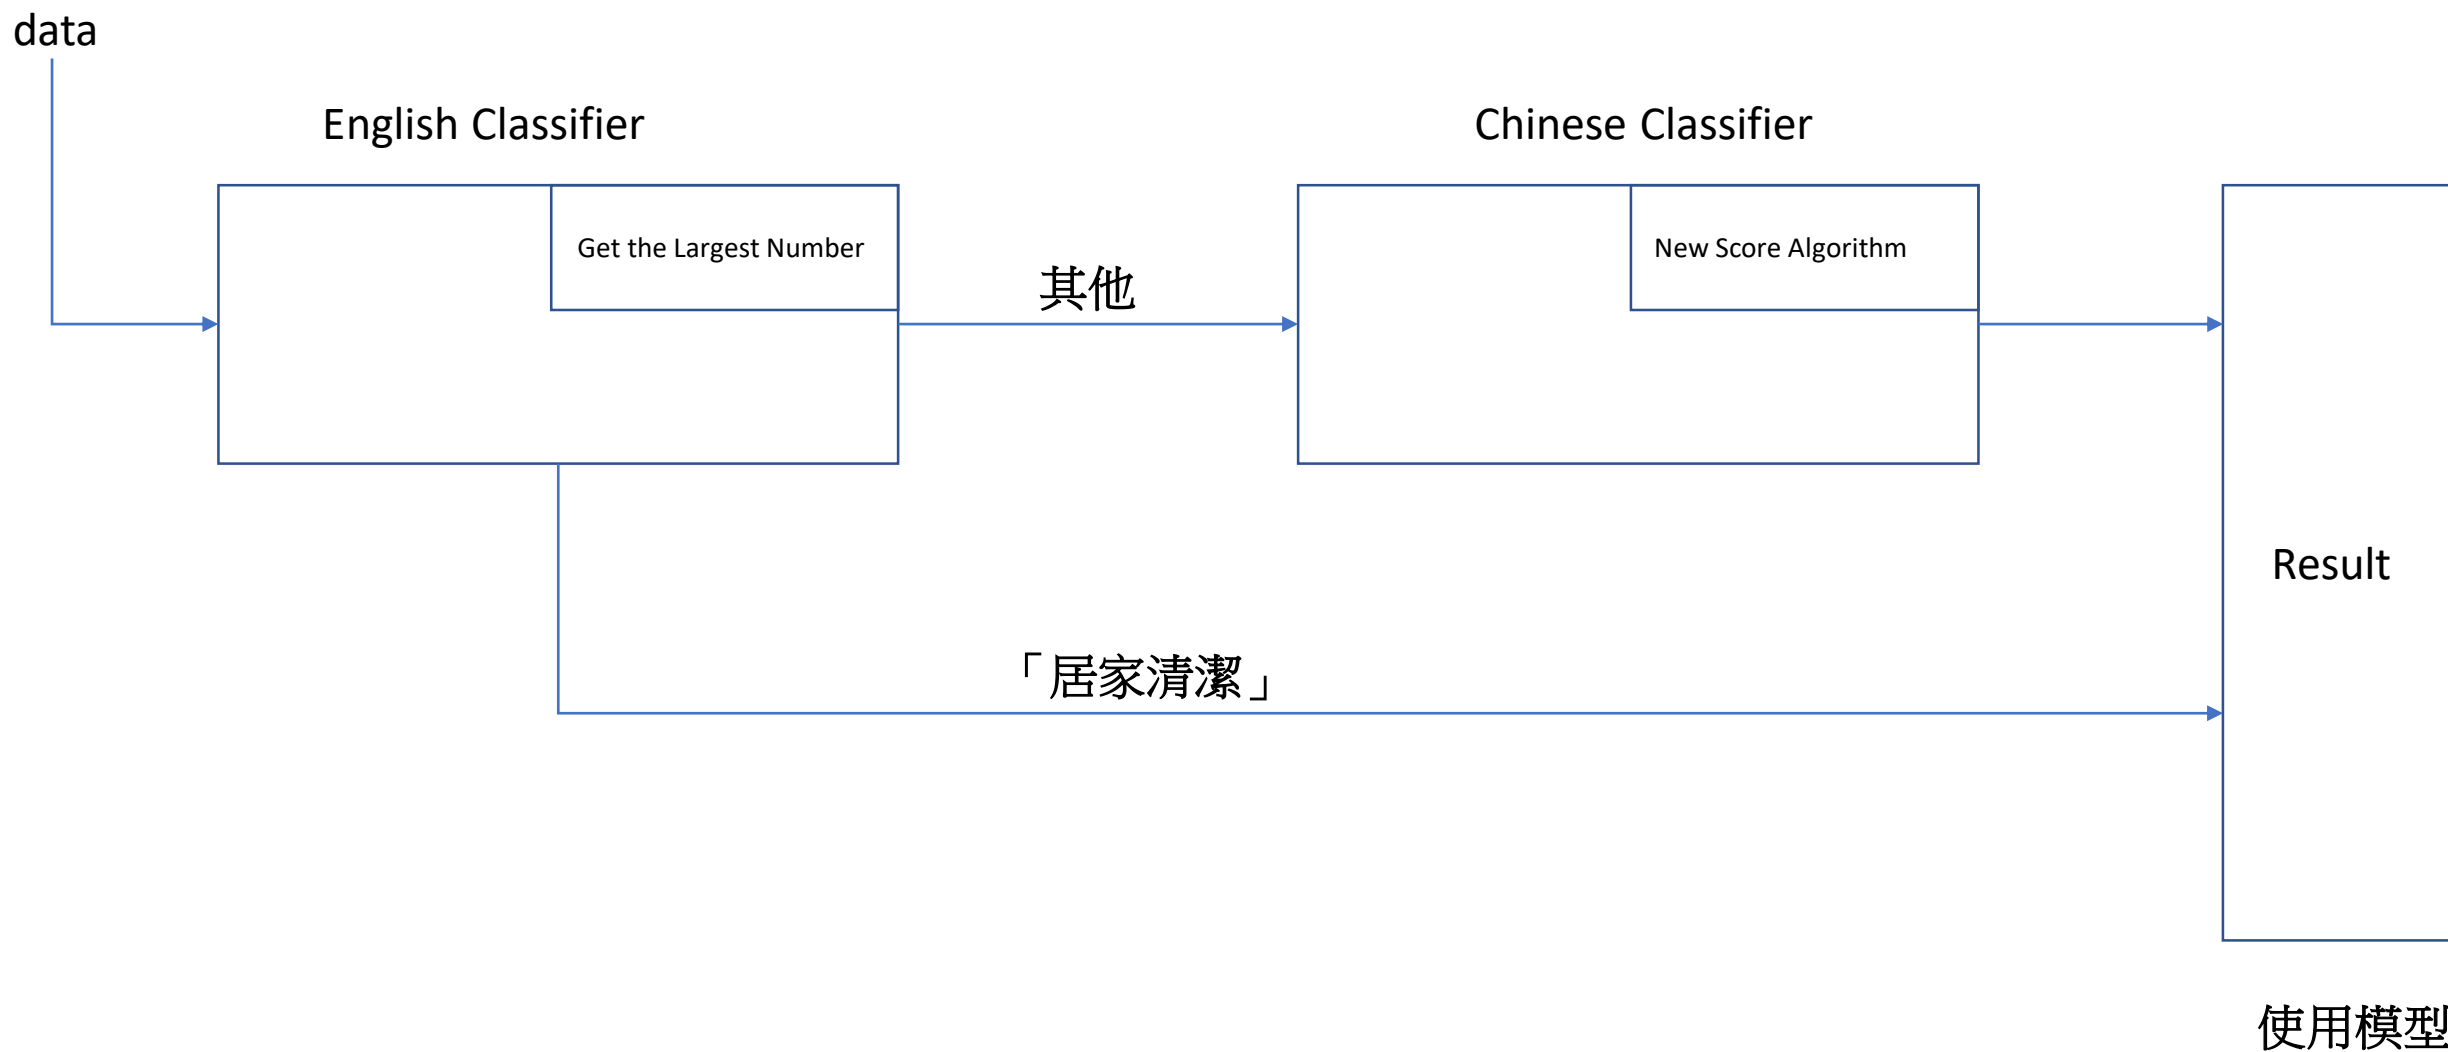 data
English Classifier
Chinese Classifier
Get the Largest Number
New Score Algorithm
其他
Result
「居家清潔」
使用模型